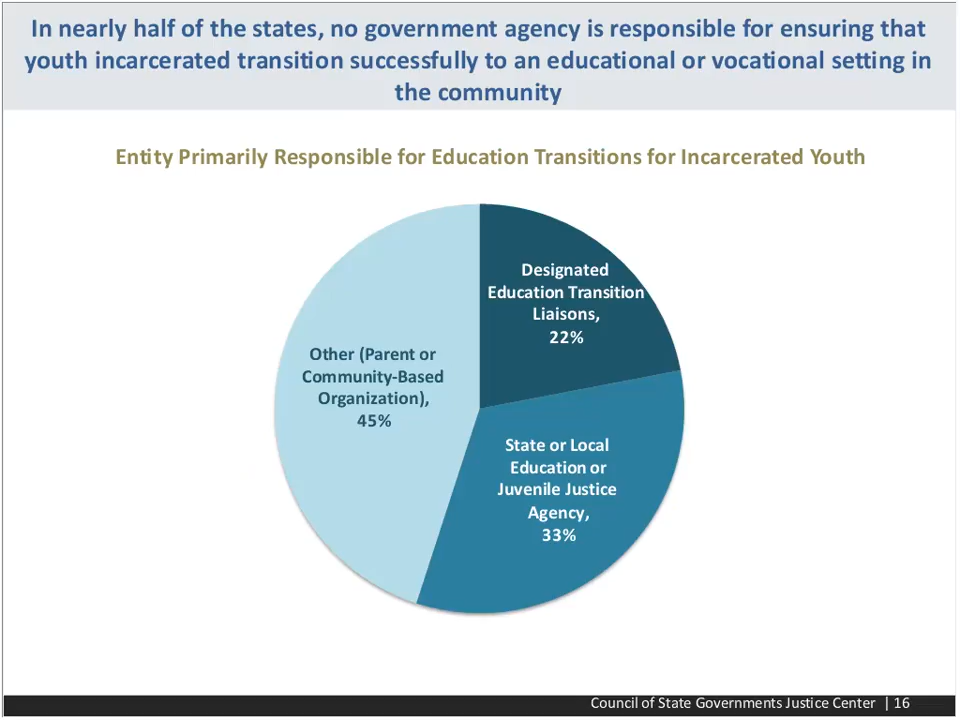 In nearly half of the states, no government agency is responsible for ensuring that
youth incarcerated transition successfully to an educational or vocational setting in
the community
Entity Primarily Responsible for Education Transitions for Incarcerated Youth
Designated
Education Transition
Liaisons,
22%
Other (Parent or
Community-Based
Organization),
45%
State or Local
Education or
Juvenile Justice
Agency,
33%
Council of State Governments Justice Center | 16